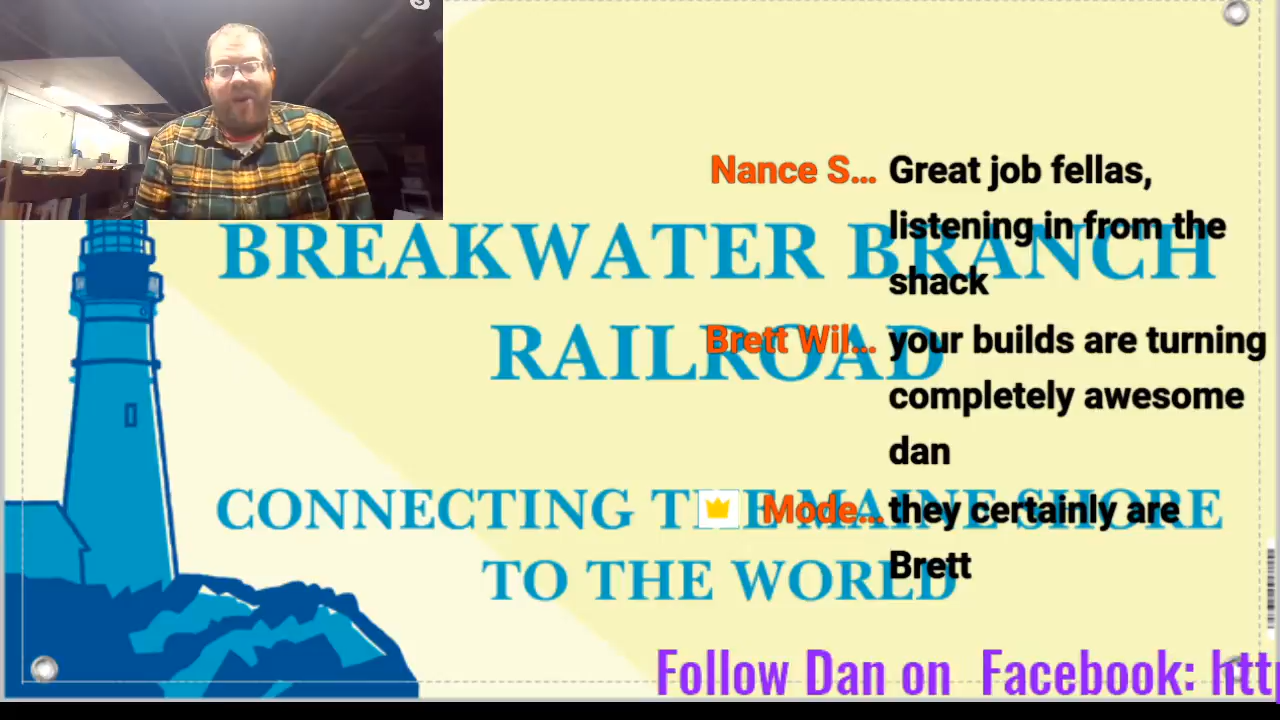 Nance S... Great job fellas,
listening in from the
shack
BREAKWATER BRANCH
RAILROAD
Brett Wil... your builds are turning
completely awesome
dan
CONNECTING THE MAINE SHORE
TO THE WORLD
Mode... they certainly are
Brett
Follow Dan on Facebook: htt